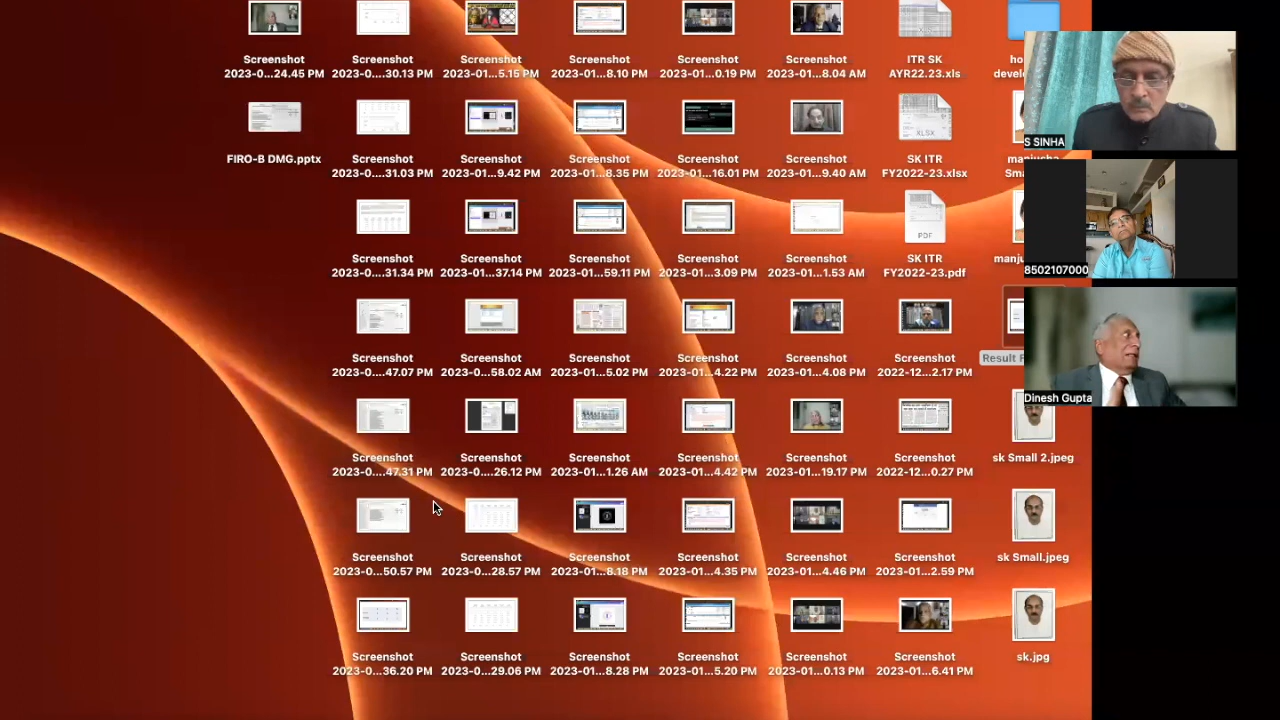 Screenshot
2023-0...24.45 PM
Screenshot
2023-0....30.13 PM
Screenshot
2023-01...5.15 PM
Screenshot
2023-01...8.10 PM
Screenshot
2023-01...0.19 PM
Screenshot
2023-01...8.04 AM
ITR SK
AYR22.23.xls
ho
devel
S SINHA
FIRO-B DMG.pptx
Screenshot
2023-0....31.03 PM
Screenshot
2023-01...9.42 PM
Screenshot
2023-01...8.35 PM
Screenshot
2023-01...16.01 PM
Screenshot
2023-01...9.40 AM
XLSX
SK ITR
FY2022-23.xlsx
manjusha
Sma
Screenshot
2023-0....31.34 PM
Screenshot
2023-01...37.14 PM
Screenshot
2023-01...59.11 PM
Screenshot
2023-01...3.09 PM
Screenshot
2023-01...1.53 AM
PDF
SK ITR
FY2022-23.pdf
manju
8502107000
Screenshot
2023-0....47.07 PM
Screenshot
2023-0...58.02 AM
Screenshot
2023-01...5.02 PM
Screenshot
2023-01...4.22 PM
Screenshot
2023-01...4.08 PM
Screenshot
2022-12...2.17 PM
Result
Dinesh Gupta
Screenshot
2023-0....47.31 PM
Screenshot
2023-0....26.12 PM
Screenshot
2023-01...1.26 AM
Screenshot
2023-01...4.42 PM
Screenshot
2023-01...19.17 PM
Screenshot
2022-12...0.27 PM
sk Small 2.jpeg
Screenshot
2023-0...50.57 PM
Screenshot
2023-0...28.57 PM
Screenshot
2023-01...8.18 PM
Screenshot
2023-01...4.35 PM
Screenshot
2023-01...4.46 PM
Screenshot
2022-12...2.59 PM
sk Small.jpeg
Screenshot
2023-0...36.20 PM
Screenshot
2023-0...29.06 PM
Screenshot
2023-01...8.28 PM
Screenshot
2023-01...5.20 PM
Screenshot
2023-01...0.13 PM
Screenshot
2022-12...6.41 PM
sk.jpg